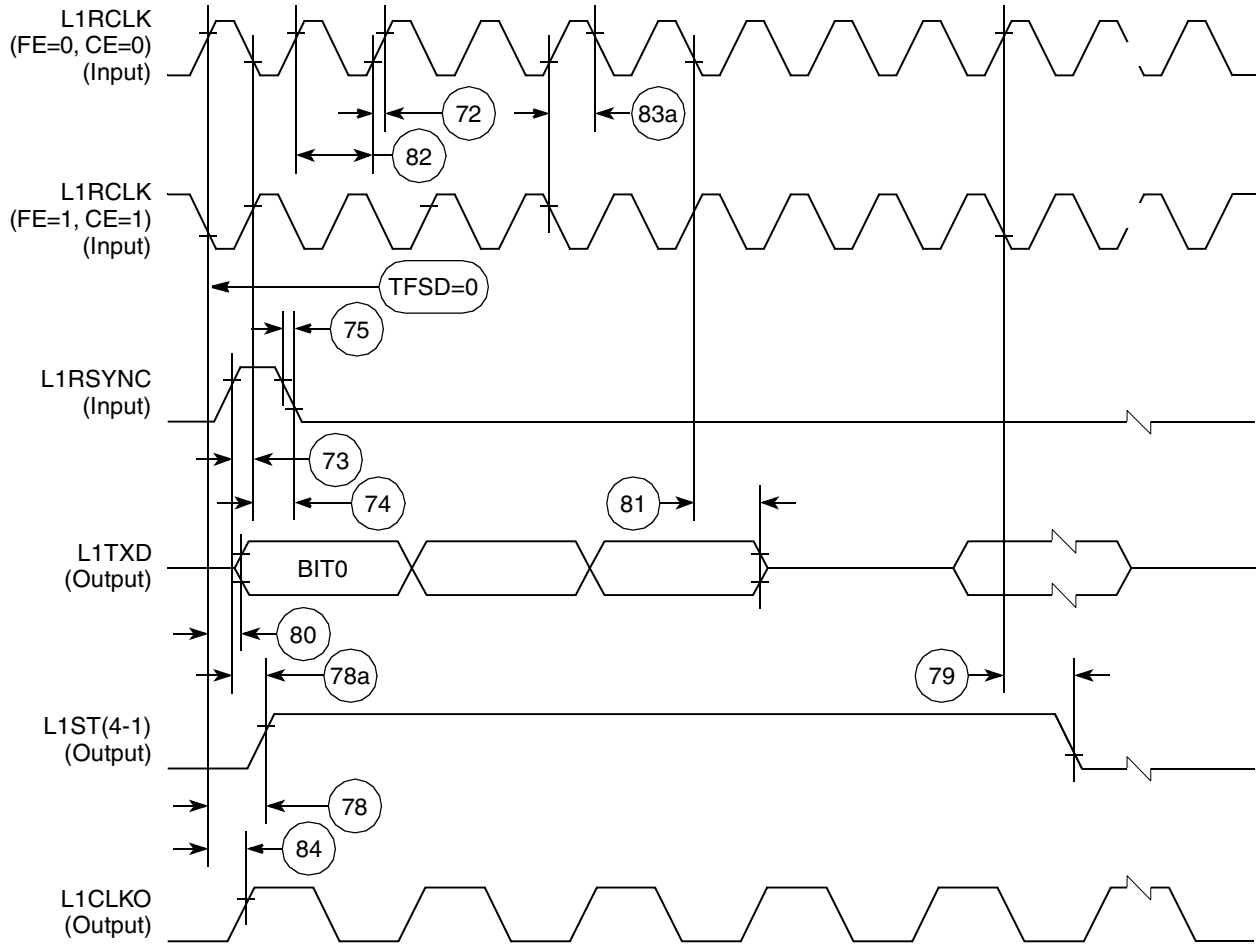 L1RCLK
(FE=0, CE=0)
(Input)
72
83a
82
L1RCLK
(FE=1, CE=1)
(Input)
TFSD=0
75
L1RSYNC
(Input)
73
74
81
L1TXD
(Output)
BIT0
80
78a
79
L1ST(4-1)
(Output)
78
84
L1CLKO
(Output)